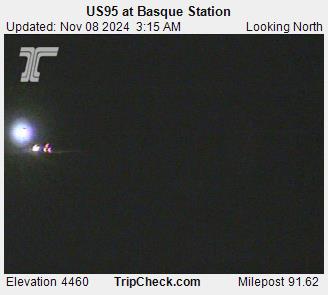 US95 at Basque Station
Updated: Nov 08 2024 3:15 AM Looking North
Elevation 4460 TripCheck.com Milepost 91.62